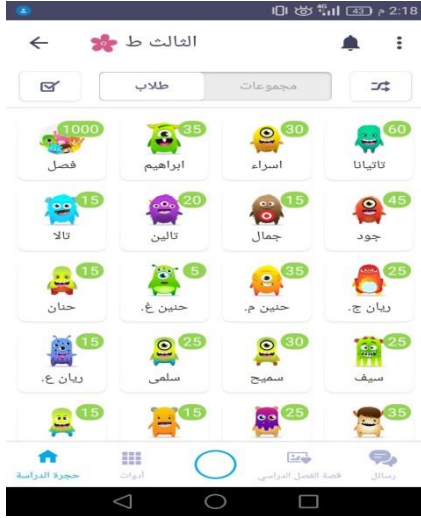 2:18 م 43 4G
الثالث ط
مجموعات طلاب
60 30 35 1000
تاتيانا اسراء ابراهيم فصل
45 15 20 15
جود جمال تالين تالا
25 35 5 15
ريان ج. حنين م. حنين غ. حنان
25 30 25 15
سيف سميح سلمى ريان ع.
35 25 15 15
رسائل قصة الفصل الدراسي أدوات حجرة الدراسة